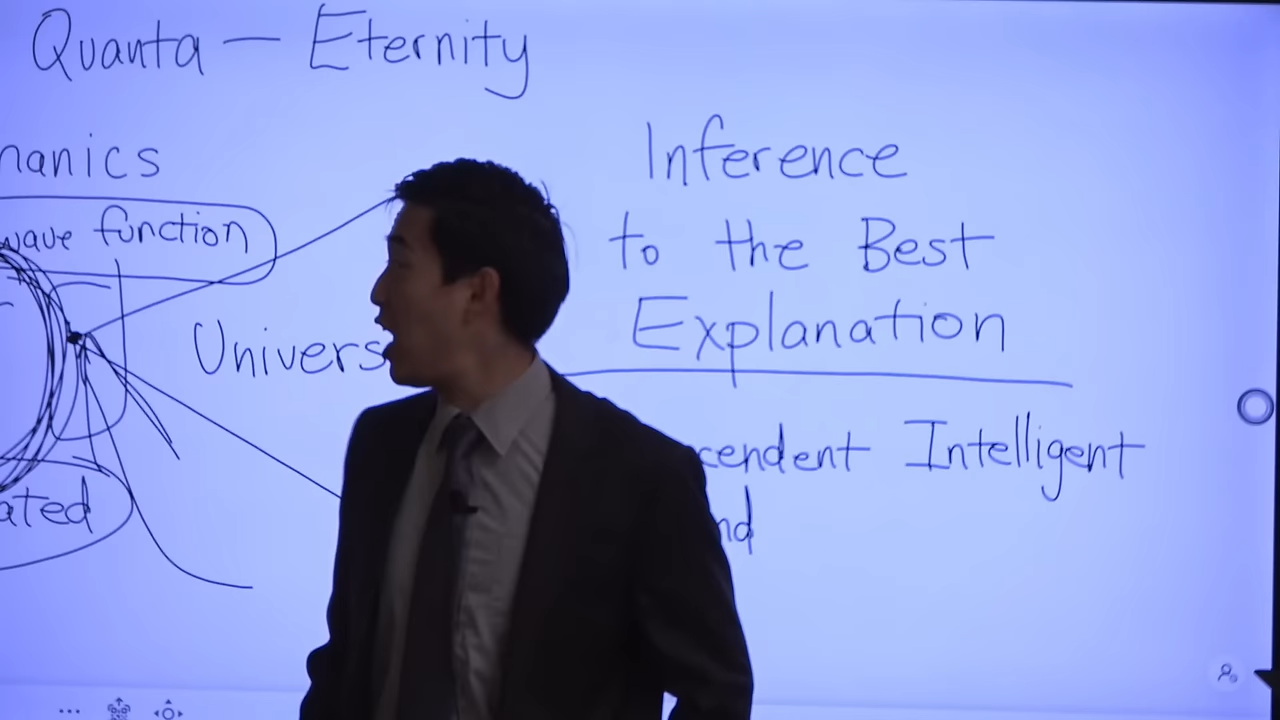 Quanta — Eternity
nanics
wave function
Univers
ated
Inference
to the Best
Explanation
cendent Intelligent
nd